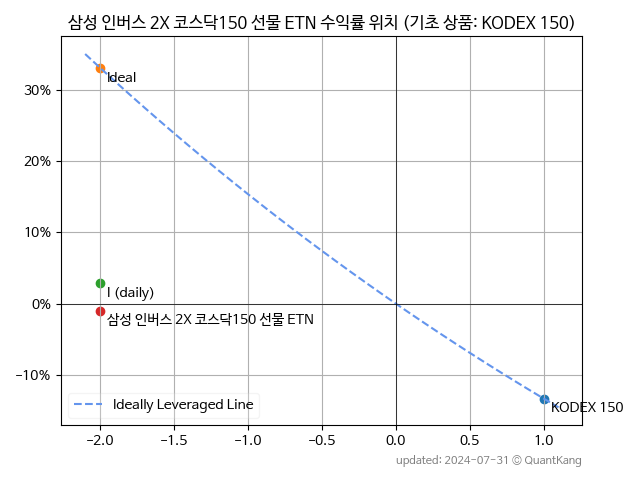 삼성 인버스 2X 코스닥150 선물 ETN 수익률 위치 (기초 상품: KODEX 150)
Ideal
30%
20%
10%
I (daily)
0%
삼성 인버스 2X 코스닥150 선물 ETN
−10%
Ideally Leveraged Line
KODEX 150
−2.0 −1.5 −1.0 −0.5 0.0 0.5 1.0
updated: 2024-07-31 © QuantKang